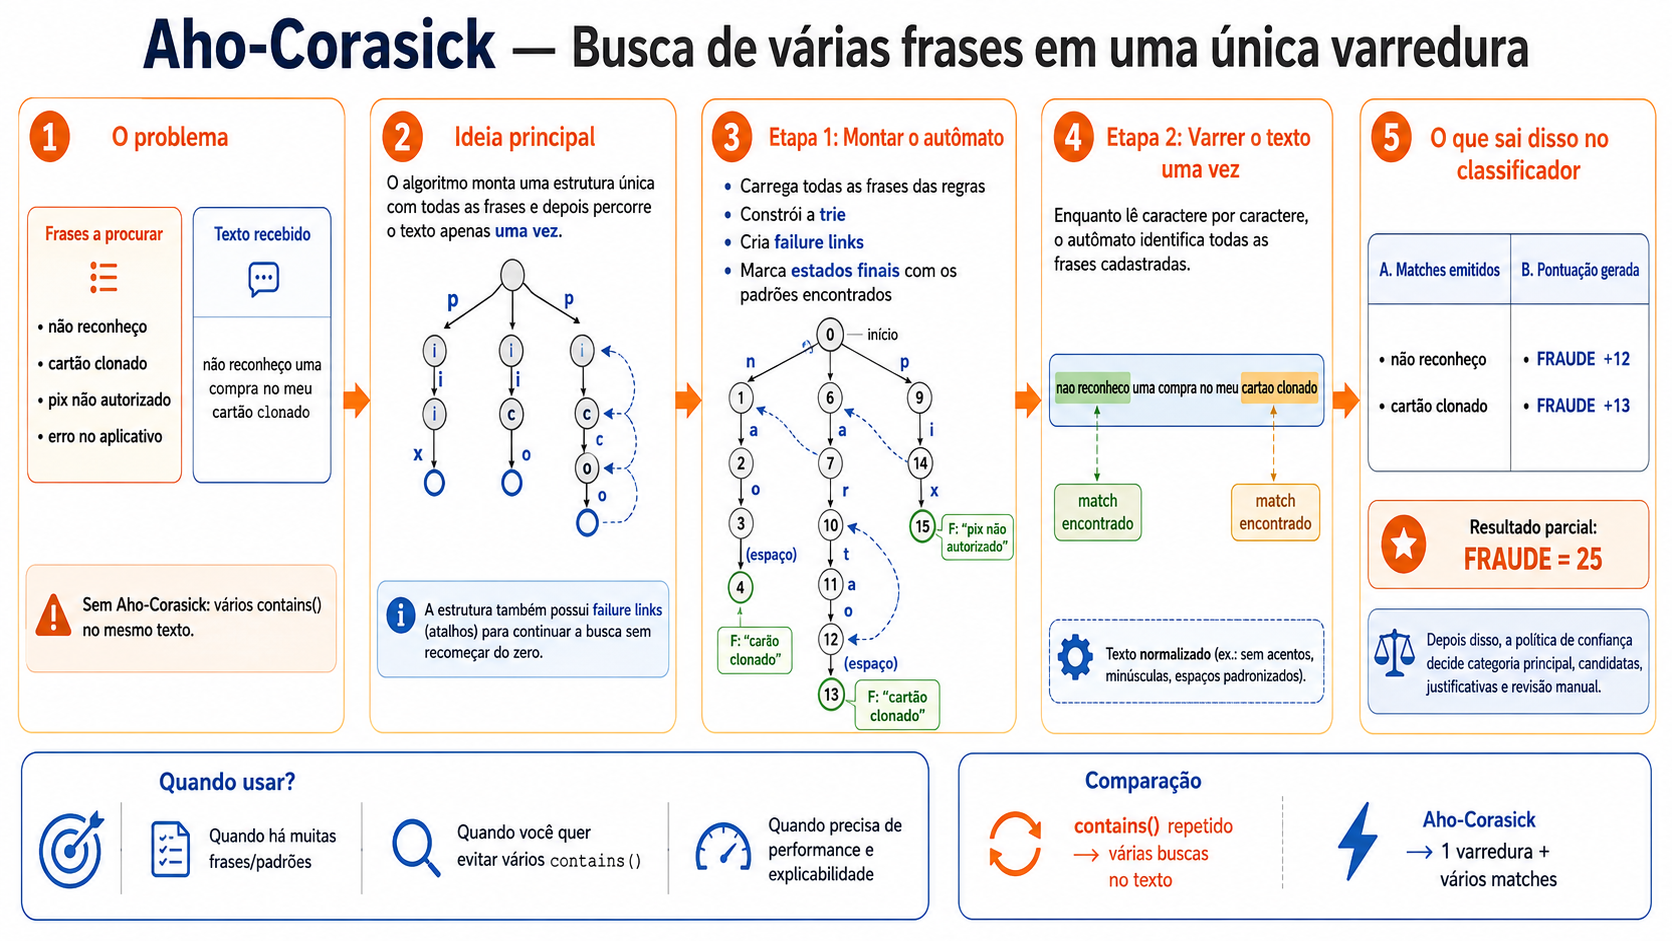 Aho-Corasick — Busca de várias frases em uma única varredura
1
O problema
Frases a procurar
• não reconheço
• cartão clonado
• pix não autorizado
• erro no aplicativo
Texto recebido
não reconheço uma
compra no meu
cartão clonado
Sem Aho-Corasick: vários contains()
no mesmo texto.
2
Ideia principal
O algoritmo monta uma estrutura única
com todas as frases e depois percorre
o texto apenas uma vez.
p
p
i
i
i
i
i
i
c
c
c
x
o
o
o
i
A estrutura também possui failure links
(atalhos) para continuar a busca sem
recomeçar do zero.
3
Etapa 1: Montar o autômato
• Carrega todas as frases das regras
• Constrói a trie
• Cria failure links
• Marca estados finais com os
padrões encontrados
0
início
n
p
1
6
9
a
a
i
2
7
14
o
r
x
3
10
15
F: “pix não
autorizado”
(espaço)
t
4
11
a
o
F: “carão
clonado”
12
(espaço)
13
F: “cartão
clonado”
4
Etapa 2: Varrer o texto
uma vez
Enquanto lê caractere por caractere,
o autômato identifica todas as
frases cadastradas.
nao reconheco uma compra no meu cartao clonado
match
encontrado
match
encontrado
Texto normalizado (ex.: sem acentos,
minúsculas, espaços padronizados).
5
O que sai disso no
classificador
A. Matches emitidos
B. Pontuação gerada
• não reconheço
• FRAUDE +12
• cartão clonado
• FRAUDE +13
Resultado parcial:
FRAUDE = 25
Depois disso, a política de confiança
decide categoria principal, candidatas,
justificativas e revisão manual.
Quando usar?
Quando há muitas
frases/padrões
Quando você quer
evitar vários contains()
Quando precisa de
performance e
explicabilidade
Comparação
contains() repetido
→ várias buscas
no texto
Aho-Corasick
→ 1 varredura +
vários matches